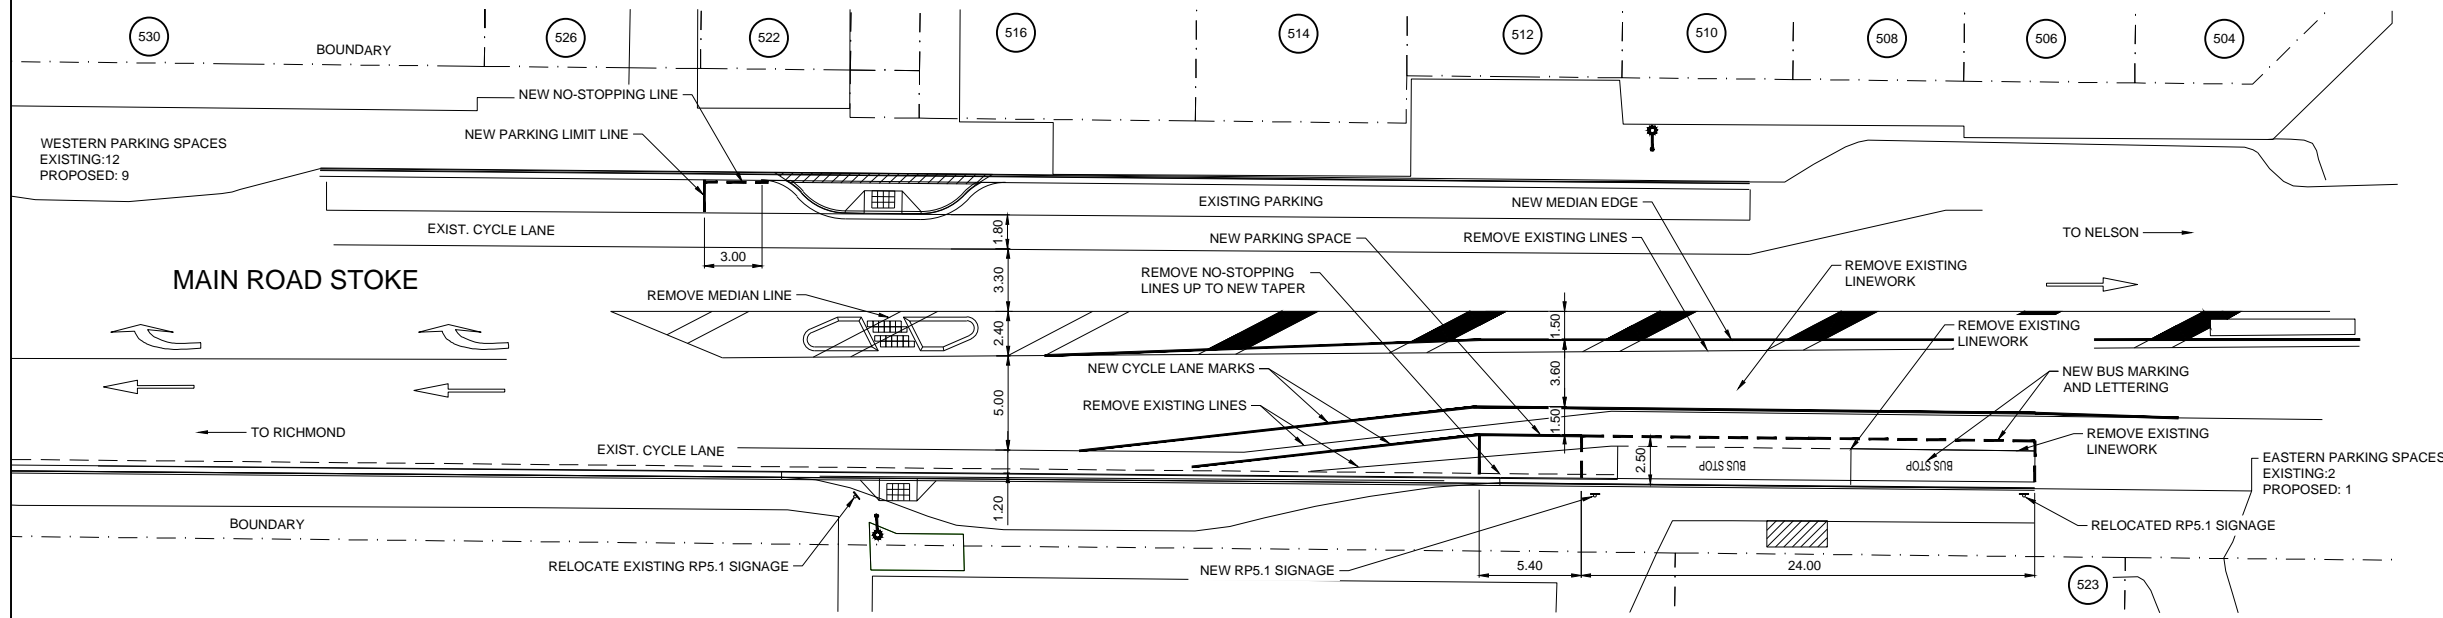 530
526
522
516
514
512
510
508
506
504
BOUNDARY
NEW NO-STOPPING LINE
NEW PARKING LIMIT LINE
WESTERN PARKING SPACES
EXISTING:12
PROPOSED: 9
EXISTING PARKING
NEW MEDIAN EDGE
EXIST. CYCLE LANE
1.80
NEW PARKING SPACE
REMOVE EXISTING LINES
TO NELSON
3.00
MAIN ROAD STOKE
3.30
REMOVE NO-STOPPING
LINES UP TO NEW TAPER
REMOVE EXISTING
LINEWORK
REMOVE MEDIAN LINE
2.40
1.50
REMOVE EXISTING
LINEWORK
NEW CYCLE LANE MARKS
3.60
NEW BUS MARKING
AND LETTERING
REMOVE EXISTING LINES
5.00
1.50
TO RICHMOND
EXIST. CYCLE LANE
REMOVE EXISTING
LINEWORK
2.50
BUS STOP
BUS STOP
EASTERN PARKING SPACES
EXISTING:2
PROPOSED: 1
1.20
BOUNDARY
RELOCATED RP5.1 SIGNAGE
RELOCATE EXISTING RP5.1 SIGNAGE
NEW RP5.1 SIGNAGE
5.40
24.00
523